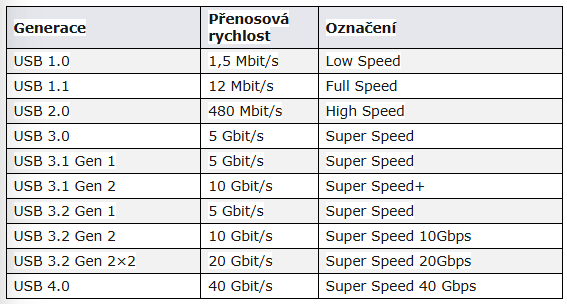 Generace Přenosová rychlost Označení
USB 1.0 1,5 Mbit/s Low Speed
USB 1.1 12 Mbit/s Full Speed
USB 2.0 480 Mbit/s High Speed
USB 3.0 5 Gbit/s Super Speed
USB 3.1 Gen 1 5 Gbit/s Super Speed
USB 3.1 Gen 2 10 Gbit/s Super Speed+
USB 3.2 Gen 1 5 Gbit/s Super Speed
USB 3.2 Gen 2 10 Gbit/s Super Speed 10Gbps
USB 3.2 Gen 2×2 20 Gbit/s Super Speed 20Gbps
USB 4.0 40 Gbit/s Super Speed 40 Gbps